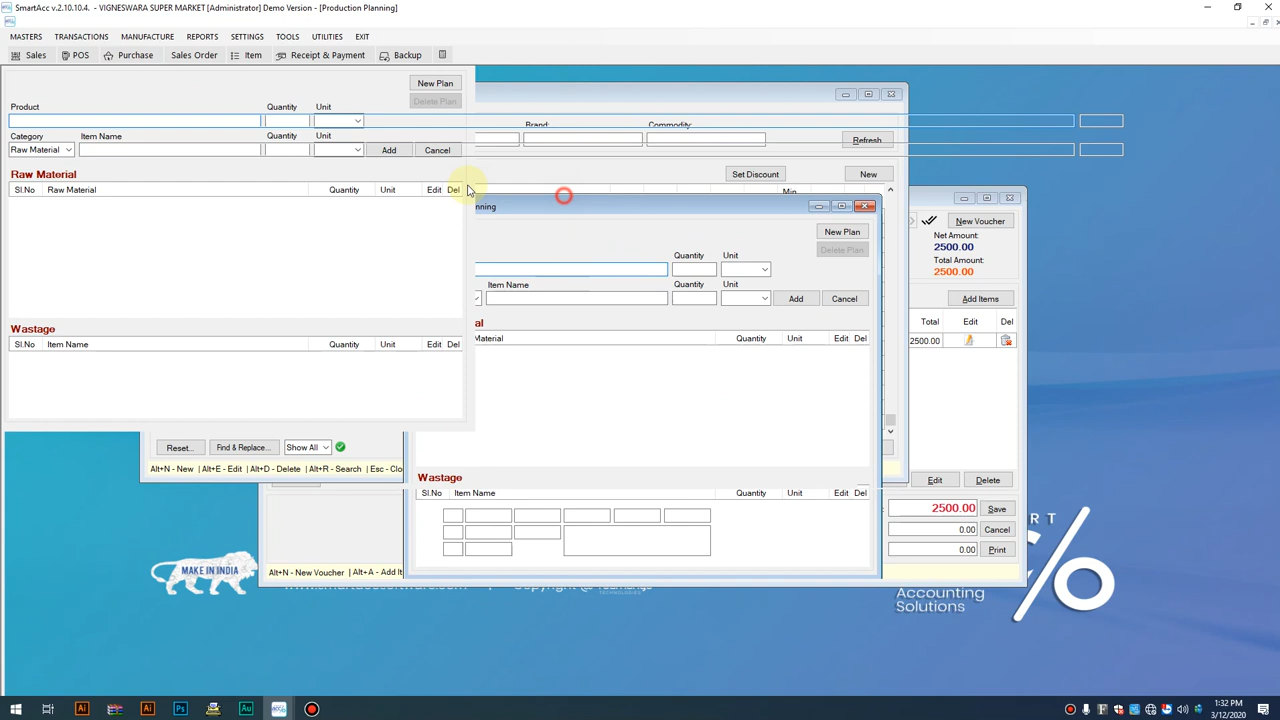 SmartAcc v.2.10.10.4. - VIGNESWARA SUPER MARKET [Administrator] Demo Version - [Production Planning]
MASTERS TRANSACTIONS MANUFACTURE REPORTS SETTINGS TOOLS UTILITIES EXIT
Sales POS Purchase Sales Order Item Receipt & Payment Backup
New Plan
Delete Plan
Product Quantity Unit
Category Item Name Quantity Unit
Raw Material Add Cancel
Raw Material
Sl.No Raw Material Quantity Unit Edit Del
Wastage
Sl.No Item Name Quantity Unit Edit Del
Brand: Commodity:
Refresh
Set Discount New
Min
nning
New Plan
Delete Plan
Quantity Unit
Item Name Quantity Unit
Add Cancel
al
Material Quantity Unit Edit Del
Wastage
Sl.No Item Name Quantity Unit Edit Del
New Voucher
Net Amount:
2500.00
Total Amount:
2500.00
Add Items
Total Edit Del
2500.00
Edit Delete
2500.00 Save
0.00 Cancel
0.00 Print
Reset... Find & Replace... Show All
Alt+N - New | Alt+E - Edit | Alt+D - Delete | Alt+R - Search | Esc - Clo
Alt+N - New Voucher | Alt+A - Add It
MAKE IN INDIA
Copyright @
TECHNOLOGIES
R T
Accounting
Solutions
1:32 PM
3/12/2020